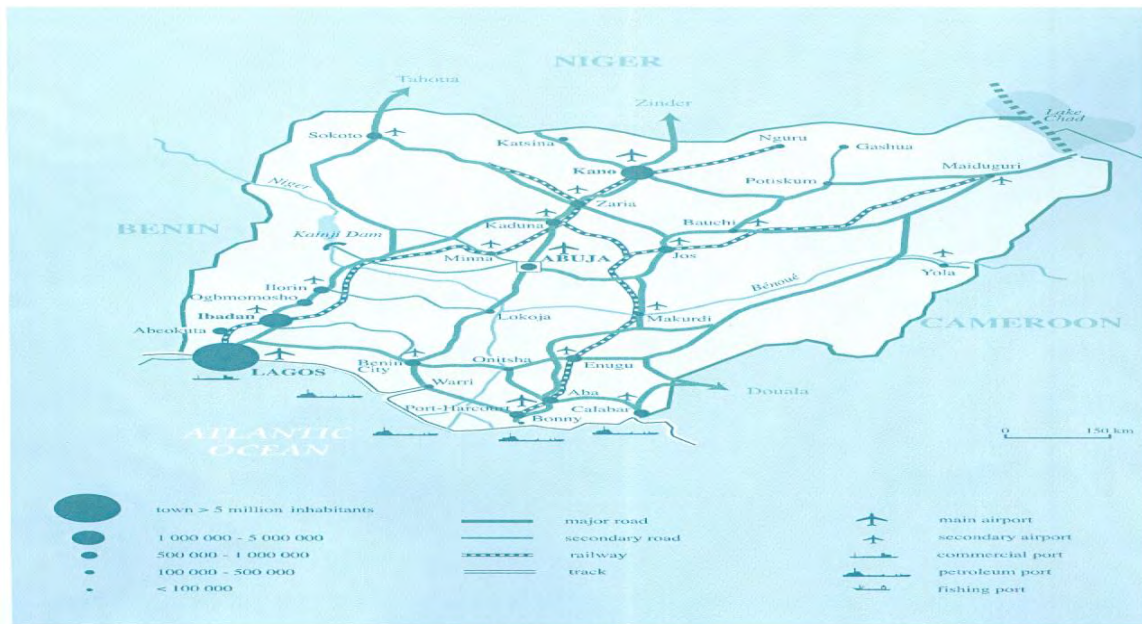 NIGER
Tahoua
Zinder
Lake
Chad
Sokoto
Katsina
Nguru
Gashua
Kano
Maiduguri
Potiskum
Niger
Zaria
BENIN
Kaduna
Bauchi
Kainji Dam
Minna
ABUJA
Jos
Yola
Ilorin
Bénoué
Ogbmomosho
Ibadan
Lokoja
Makurdi
CAMEROON
Abeokuta
LAGOS
Benin
City
Onitsha
Enugu
Warri
Aba
Douala
Port-Harcourt
Calabar
Bonny
ATLANTIC
OCEAN
0 150 km
town > 5 million inhabitants
1 000 000 - 5 000 000
500 000 - 1 000 000
100 000 - 500 000
< 100 000
major road
secondary road
railway
track
main airport
secondary airport
commercial port
petroleum port
fishing port